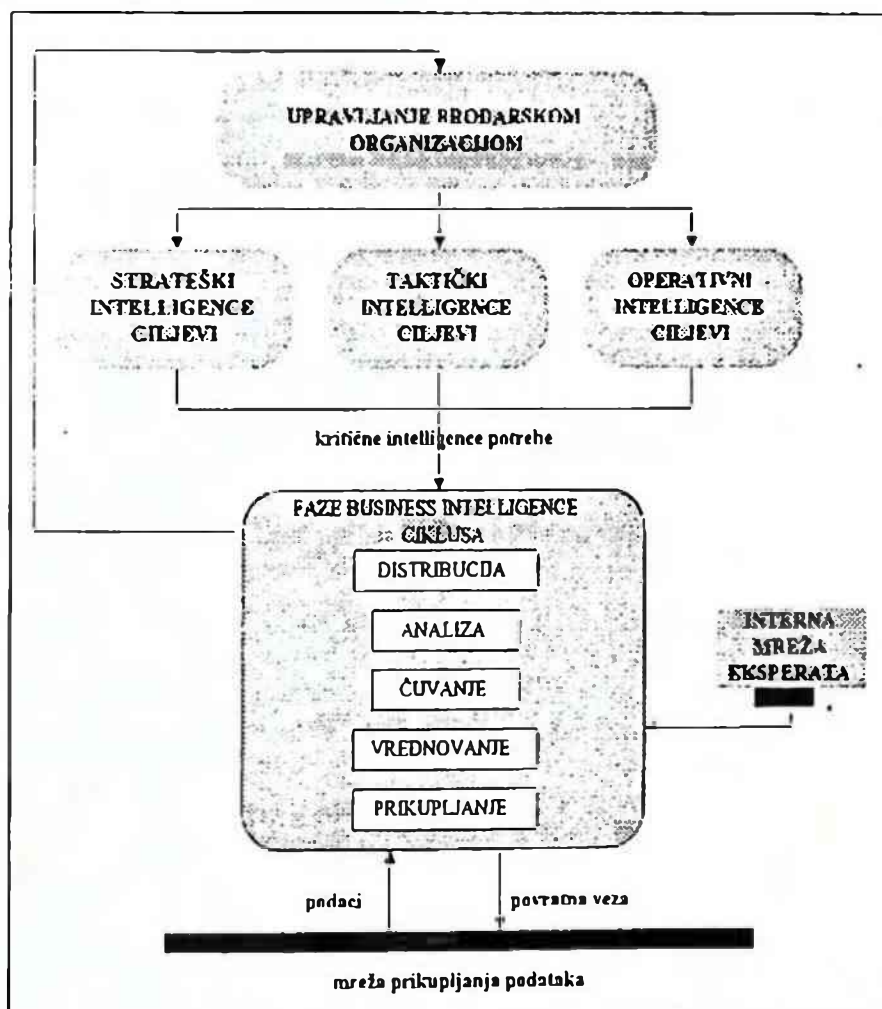 UPRAVLJANJE BRODARSKOM
ORGANIZACIJOM
STRATEŠKI
INTELLIGENCE
CILJEVI
TAKTIČKI
INTELLIGENCE
CILJEVI
OPERATIVNI
INTELLIGENCE
CILJEVI
kritične intelligence potrebe
FAZE BUSINESS INTELLIGENCE
CIKLUSA
DISTRIBUCIJA
ANALIZA
ČUVANJE
VREDNOVANJE
PRIKUPLJANJE
INTERNA
MREŽA
EKSPERATA
podaci
povratna veza
mreža prikupljanja podataka